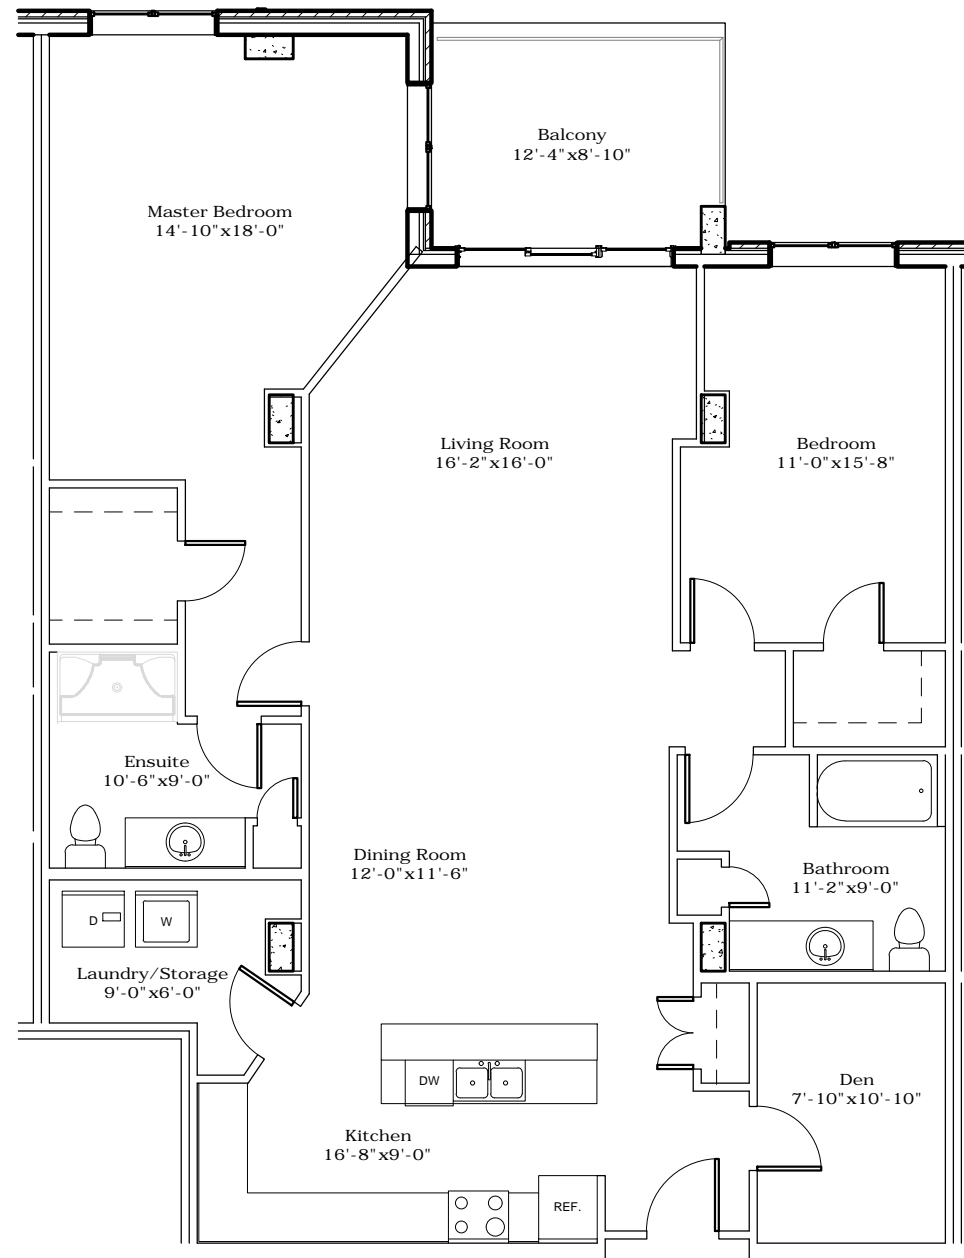 Balcony
12'-4"x8'-10"
Master Bedroom
14'-10"x18'-0"
Living Room
16'-2"x16'-0"
Bedroom
11'-0"x15'-8"
Ensuite
10'-6"x9'-0"
Dining Room
12'-0"x11'-6"
Bathroom
11'-2"x9'-0"
D
W
Laundry/Storage
9'-0"x6'-0"
DW
Den
7'-10"x10'-10"
Kitchen
16'-8"x9'-0"
REF.